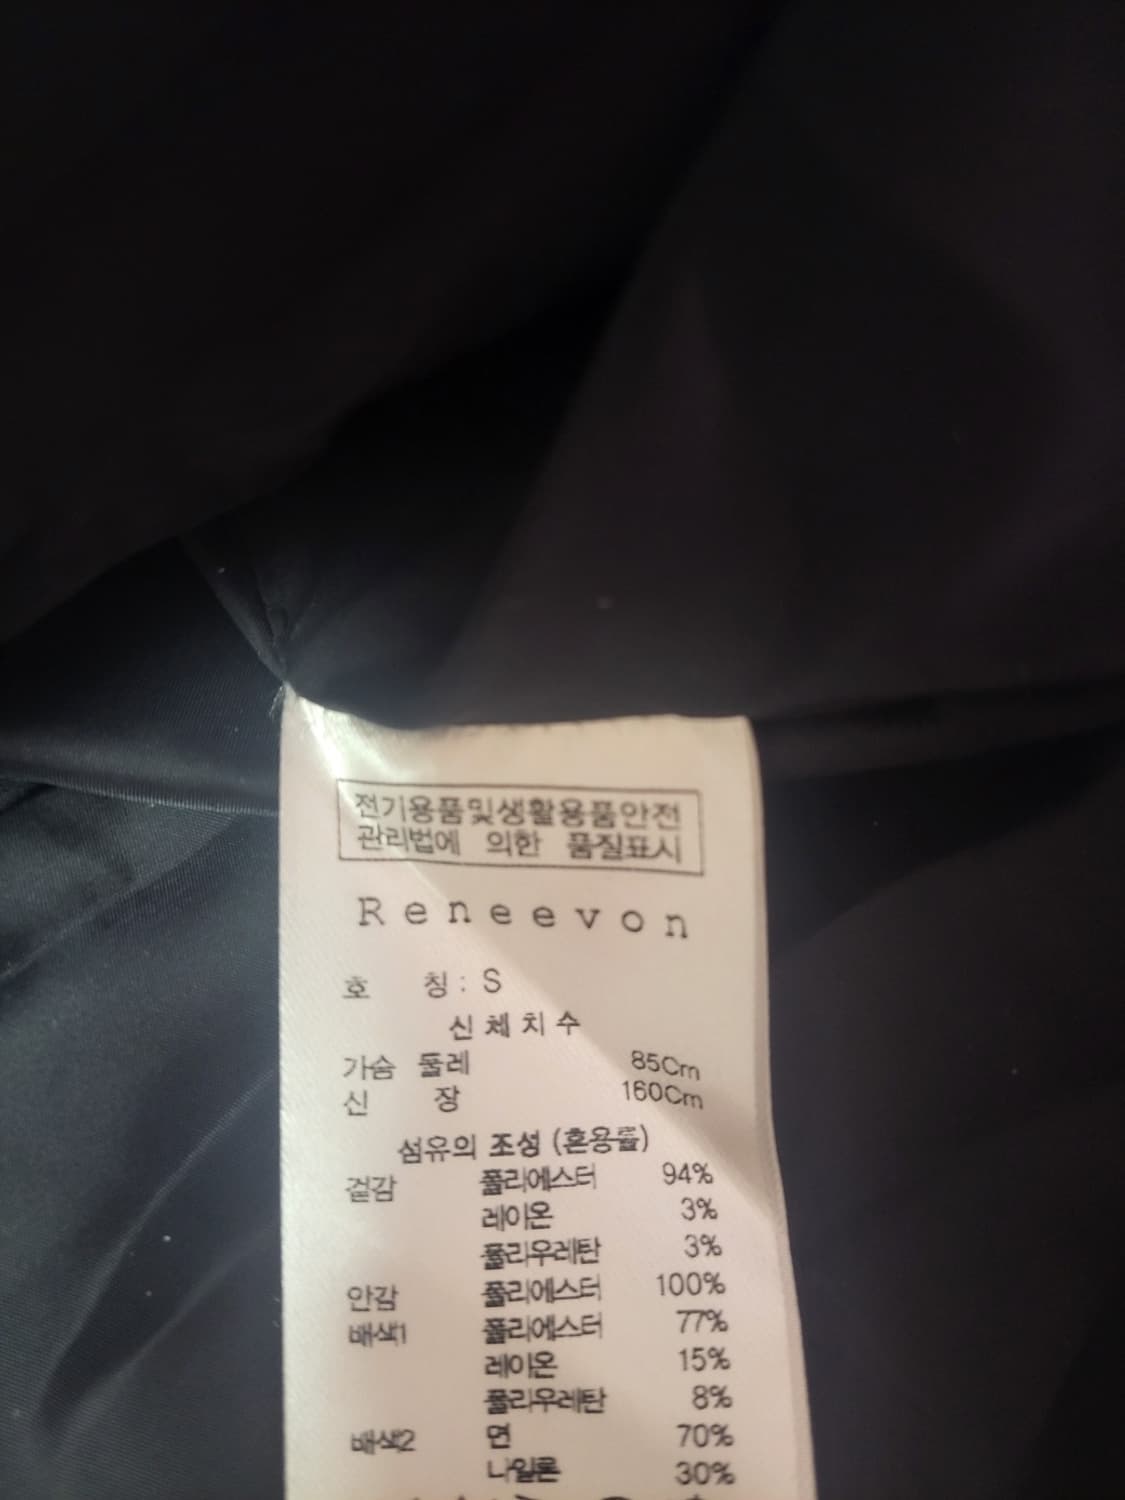 전기용품및생활용품안전
관리법에 의한 품질표시
Reneevon
호 칭: S
신체치수
가슴 둘레 85Cm
신 장 160Cm
섬유의 조성 (혼용률)
겉감 폴리에스터 94%
레이온 3%
폴리우레탄 3%
안감 폴리에스터 100%
배색1 폴리에스터 77%
레이온 15%
폴리우레탄 8%
배색2 면 70%
나일론 30%